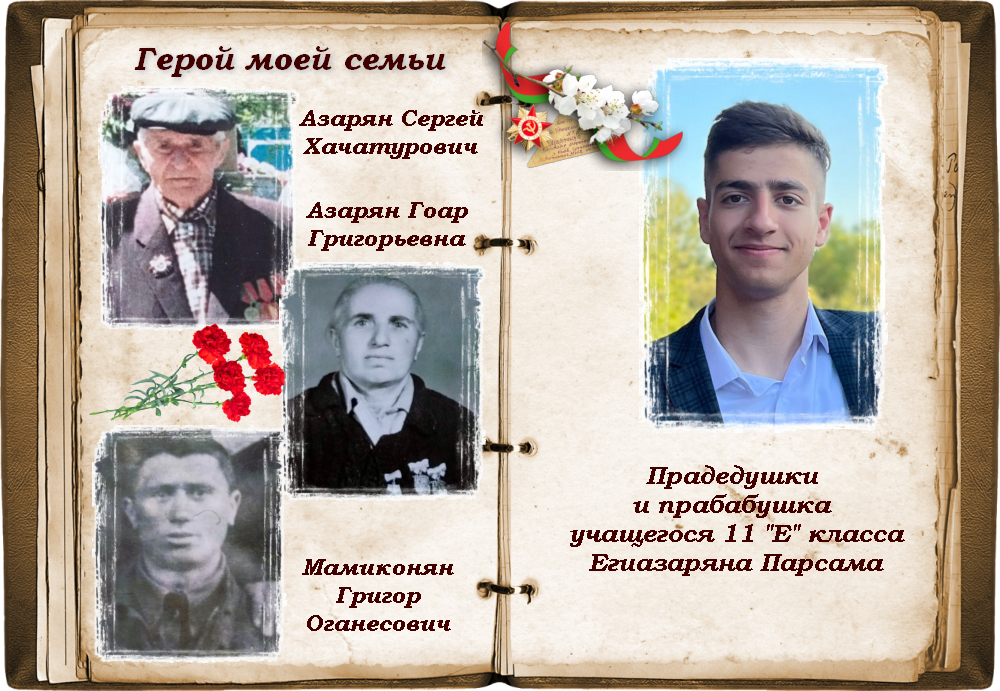 Герой моей семьи
Азарян Сергей
Хачатурович
Азарян Гоар
Григорьевна
Мамиконян
Григор
Оганесович
Прадедушки
и прабабушка
учащегося 11 "Е" класса
Егиазаряна Парсама